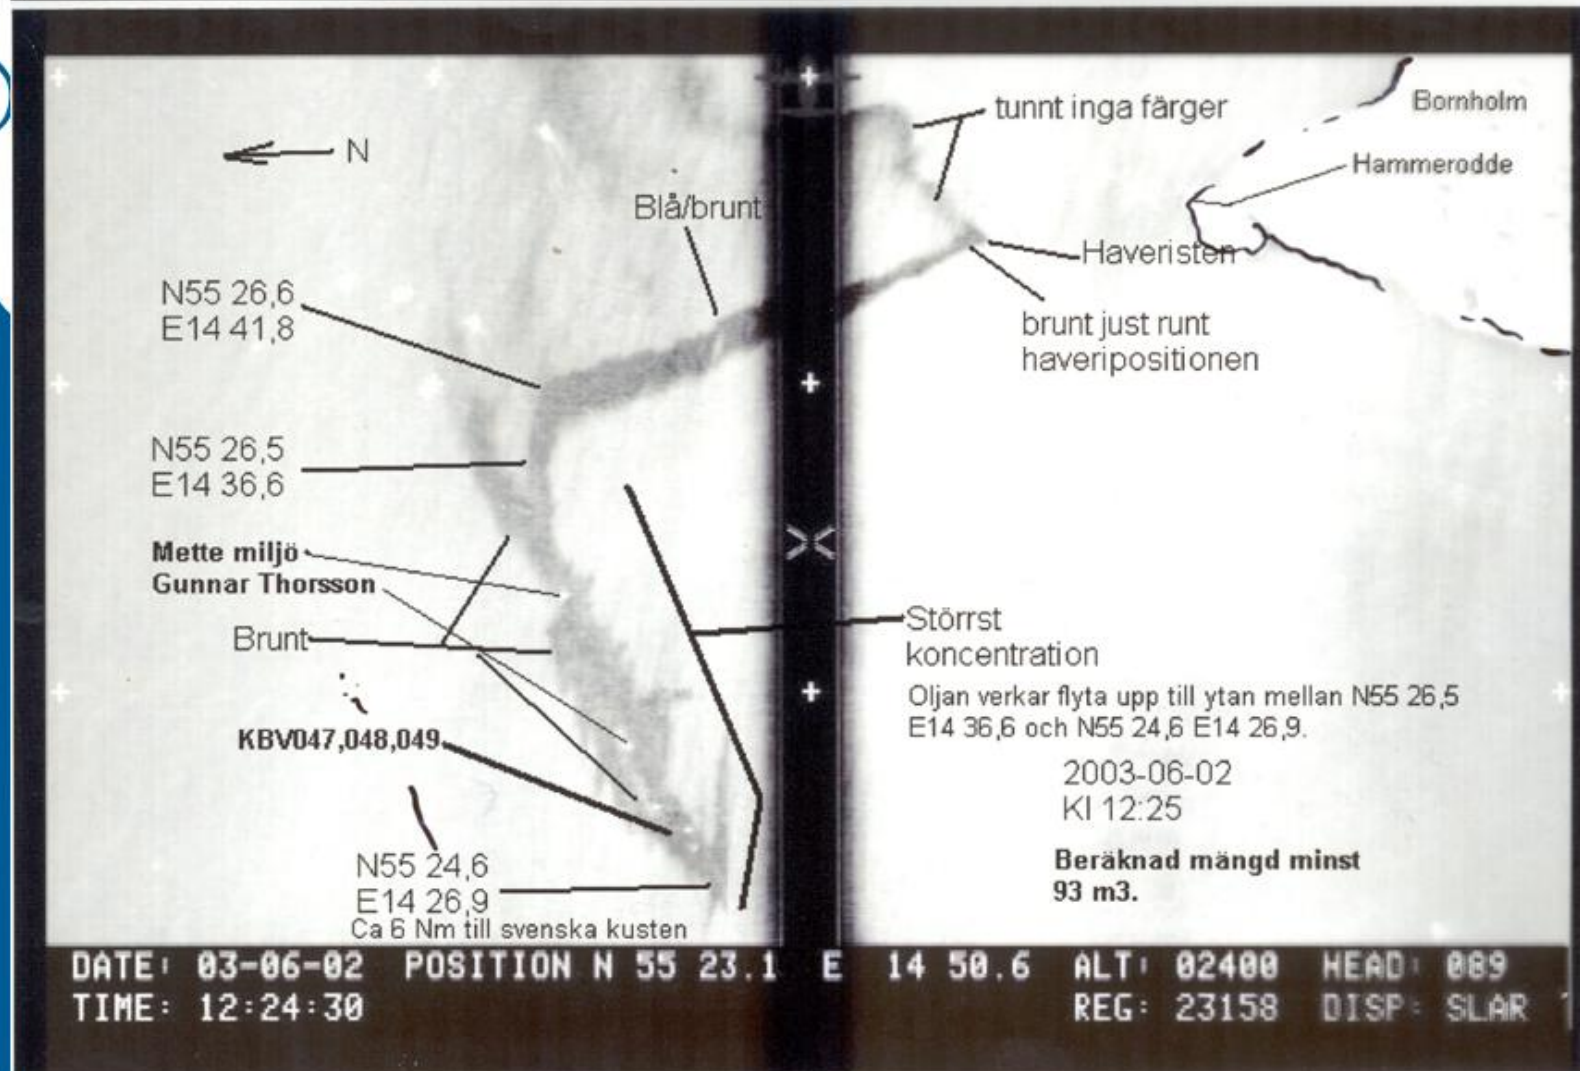 tunnt inga färger
Bornholm
N
Hammerodde
Blå/brunt
Haveristen
N55 26,6
E14 41,8
brunt just runt
haveripositionen
N55 26,5
E14 36,6
Mette miljö
Gunnar Thorsson
Brunt
Störrst
koncentration
Oljan verkar flyta upp till ytan mellan N55 26,5
E14 36,6 och N55 24,6 E14 26,9.
KBV047,048,049
2003-06-02
Kl 12:25
Beräknad mängd minst
93 m3.
N55 24,6
E14 26,9
Ca 6 Nm till svenska kusten
DATE: 03-06-02 POSITION N 55 23.1 E 14 50.6 ALT: 02400 HEAD: 089
TIME: 12:24:30 REG: 23158 DISP: SLAR